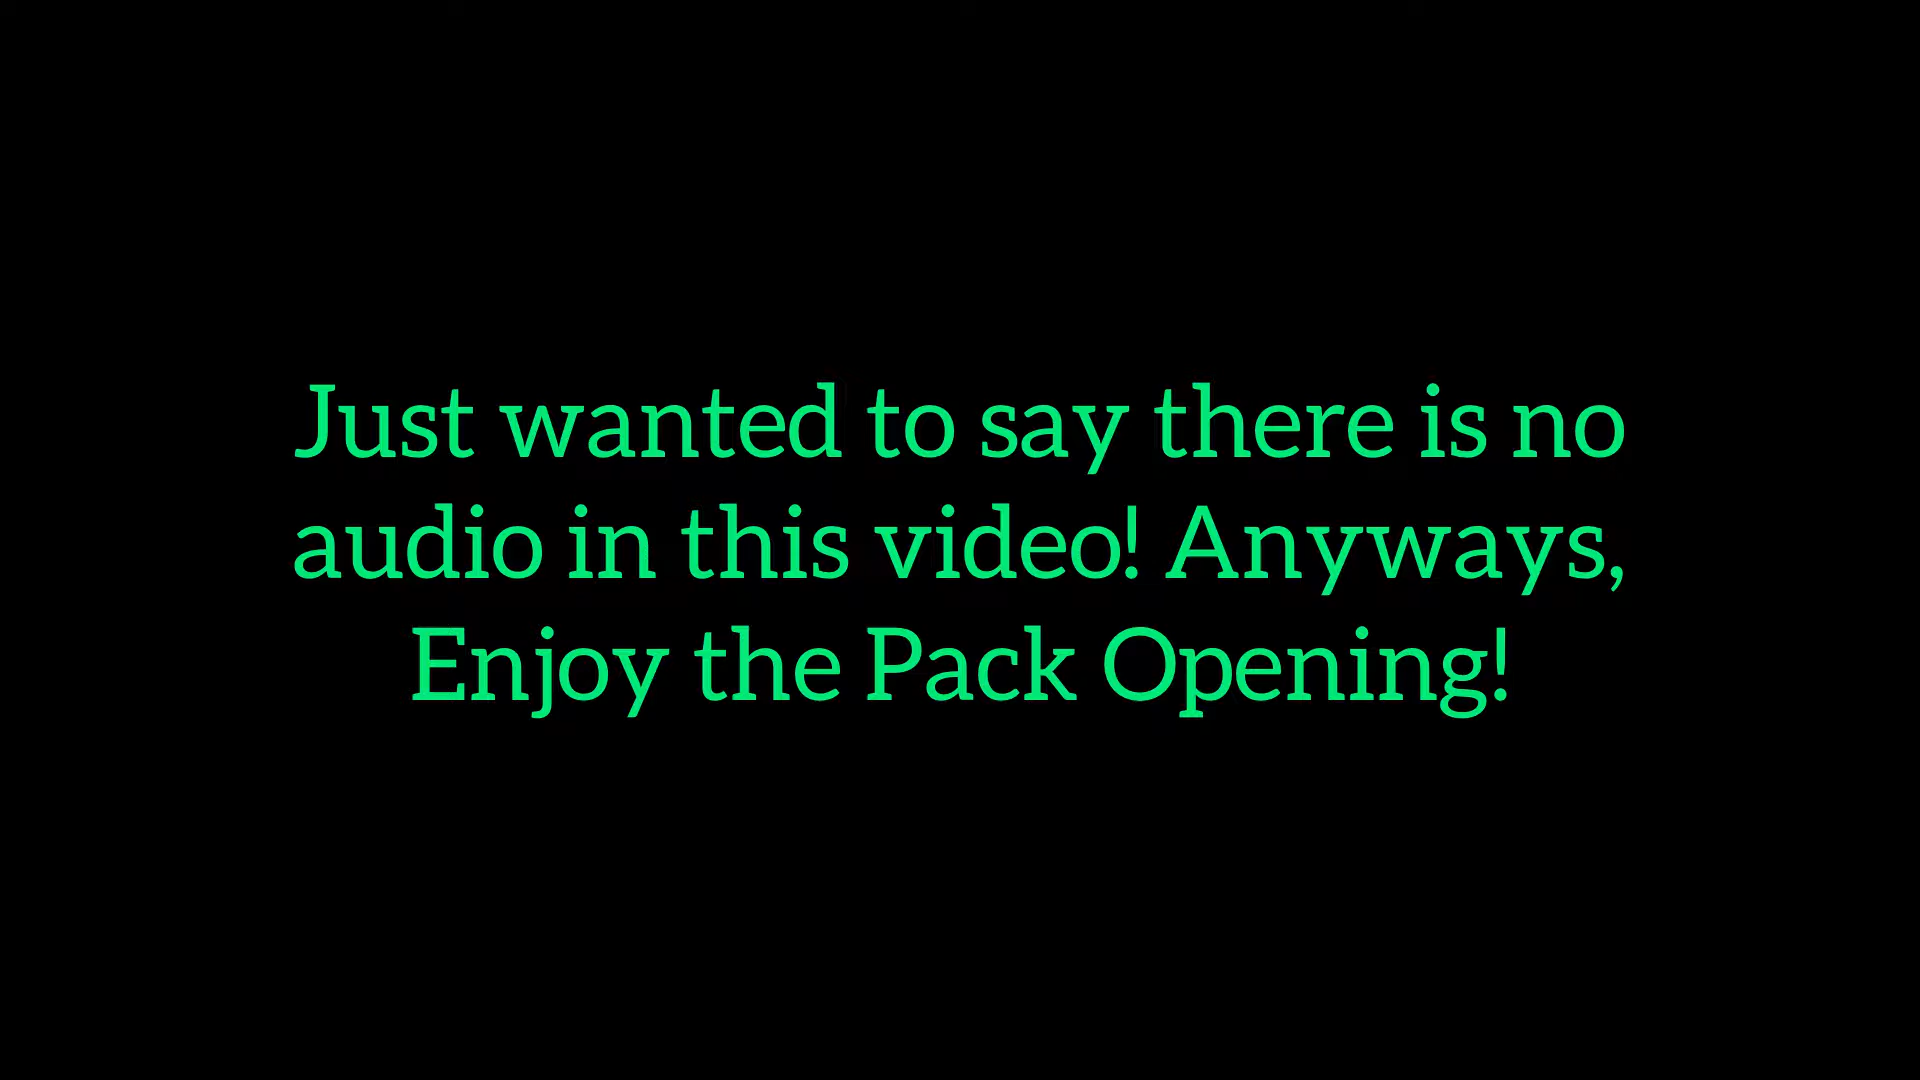 Just wanted to say there is no
audio in this video! Anyways,
Enjoy the Pack Opening!